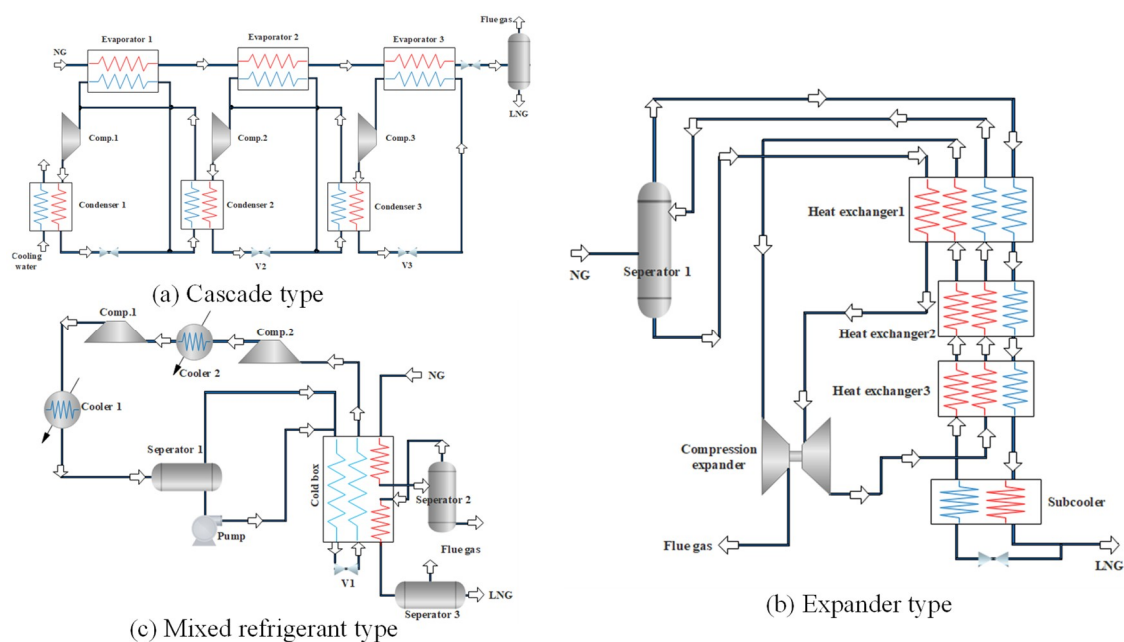 Flue gas
Evaporator 1
Evaporator 2
Evaporator 3
NG
LNG
Comp.1
Comp.2
Comp.3
Condenser 1
Condenser 2
Condenser 3
Cooling
water
V2
V3
(a) Cascade type
Comp.1
Comp.2
Cooler 2
NG
Cooler 1
Seperator 1
Cold box
Seperator 2
Pump
Flue gas
V1
LNG
Seperator 3
(c) Mixed refrigerant type
Heat exchanger1
NG
Seperator 1
Heat exchanger2
Heat exchanger3
Compression
expander
Subcooler
Flue gas
LNG
(b) Expander type